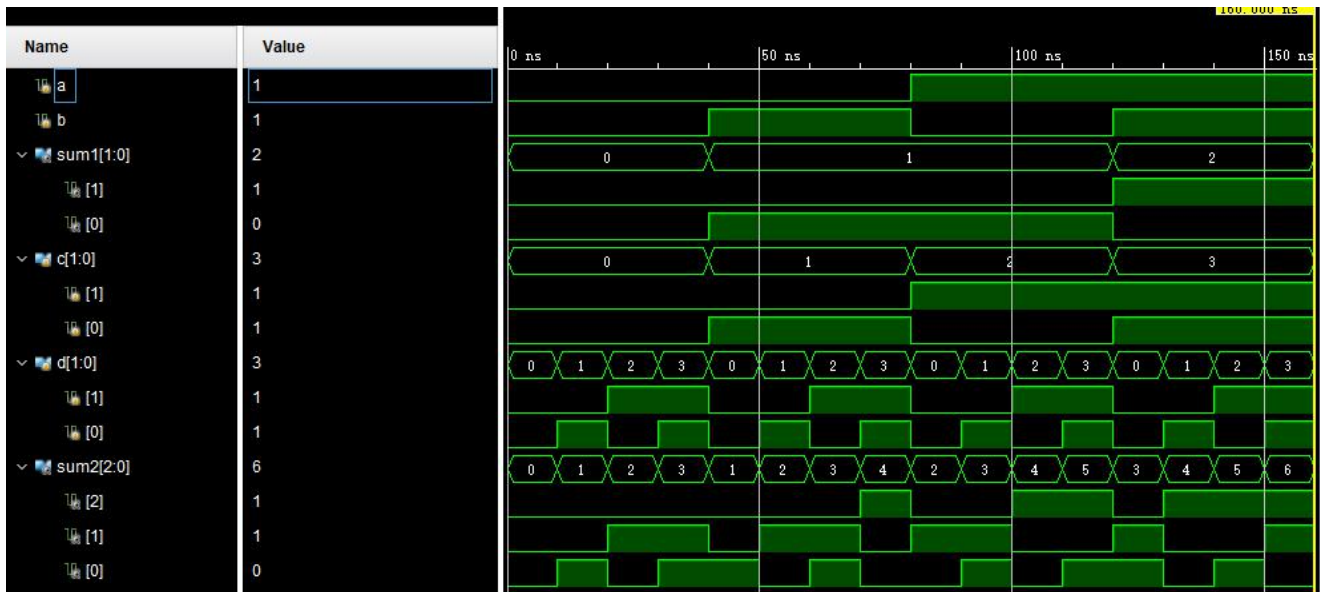 160.000 ns
Name Value
0 ns 50 ns 100 ns 150 ns
a 1
b 1
sum1[1:0] 2 0 1 2
[1] 1
[0] 0
c[1:0] 3 0 1 2 3
[1] 1
[0] 1
d[1:0] 3 0 1 2 3 0 1 2 3 0 1 2 3 0 1 2 3
[1] 1
[0] 1
sum2[2:0] 6 0 1 2 3 1 2 3 4 2 3 4 5 3 4 5 6
[2] 1
[1] 1
[0] 0